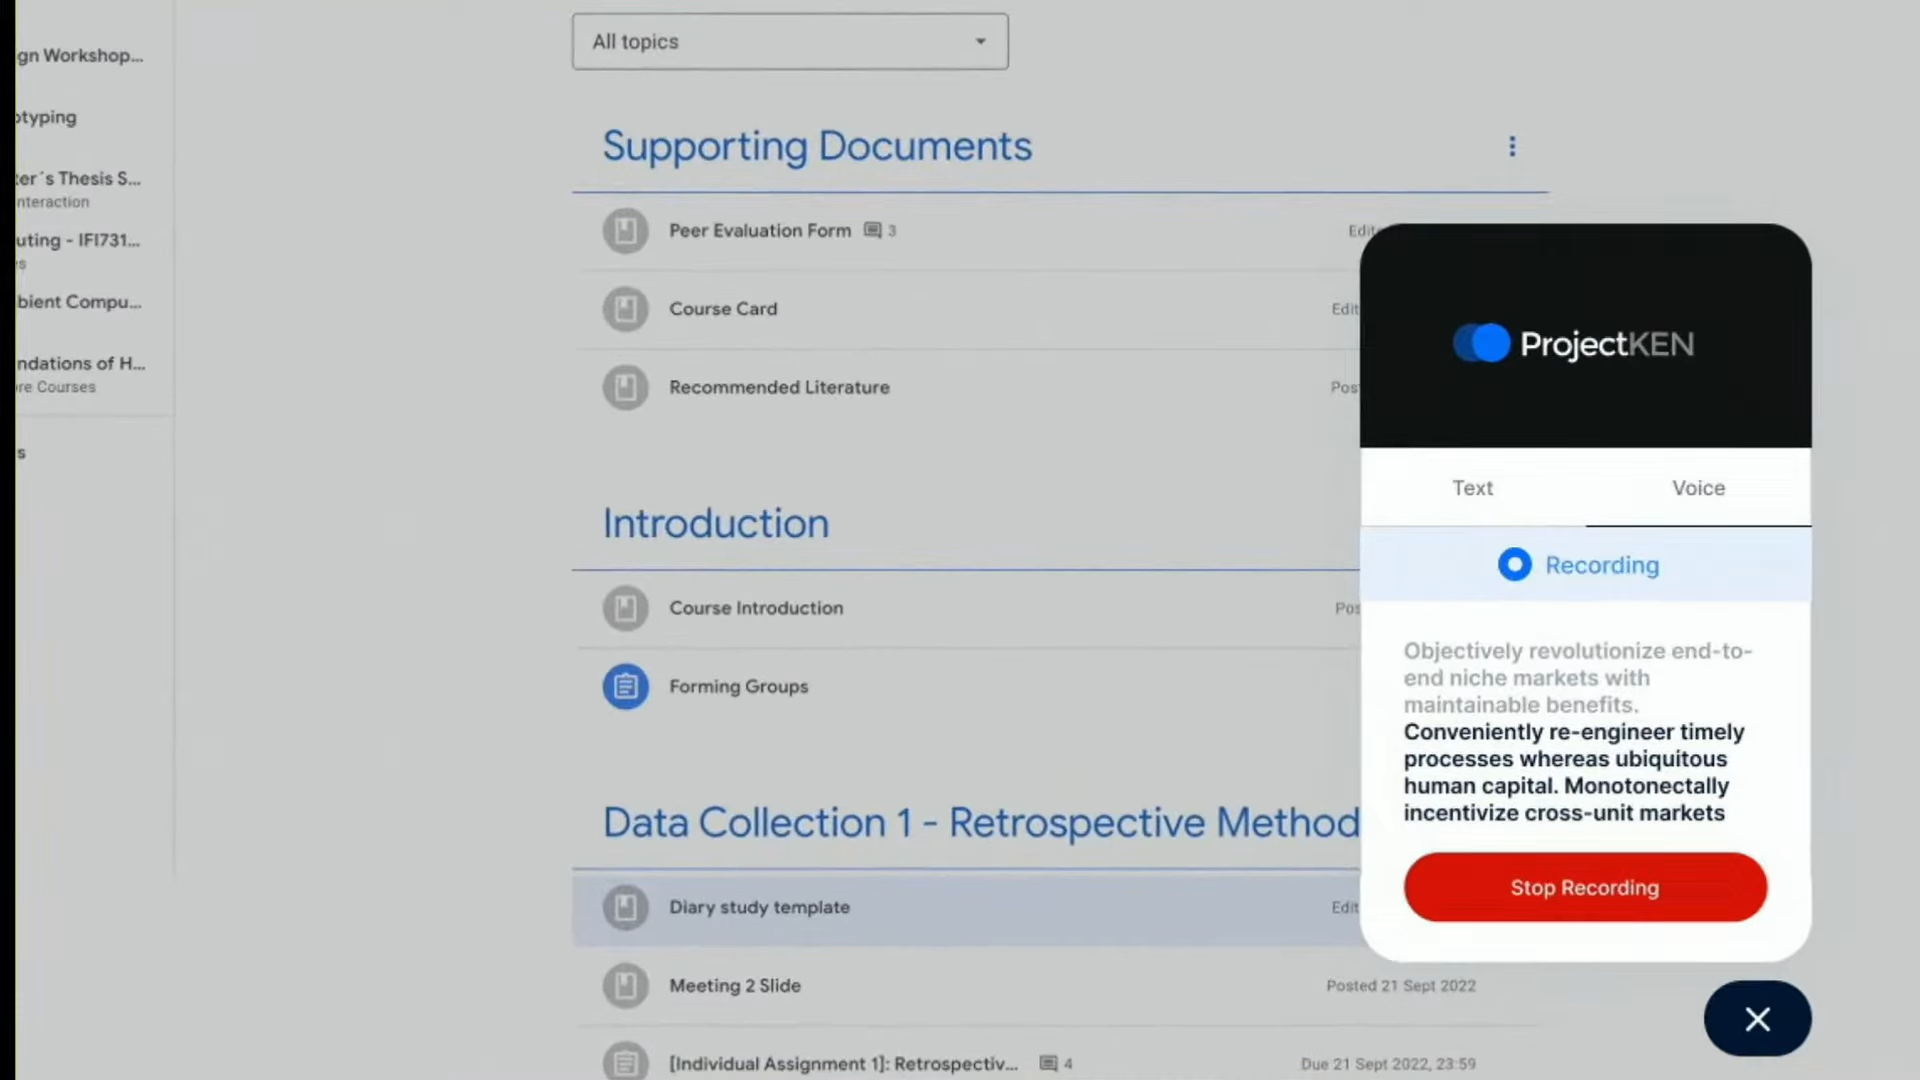 gn Workshop...
otyping
ter´s Thesis S...
nteraction
uting - IFI731...
s
bient Compu...
ndations of H...
re Courses
s
All topics
Supporting Documents
Peer Evaluation Form 3
Course Card Edit
Recommended Literature Pos
Introduction
Course Introduction Pos
Forming Groups
Data Collection 1 - Retrospective Method
Diary study template Edit
Meeting 2 Slide Posted 21 Sept 2022
[Individual Assignment 1]: Retrospectiv... 4 Due 21 Sept 2022, 23:59
ProjectKEN
Text Voice
Recording
Objectively revolutionize end-to-
end niche markets with
maintainable benefits.
Conveniently re-engineer timely
processes whereas ubiquitous
human capital. Monotonectally
incentivize cross-unit markets
Stop Recording